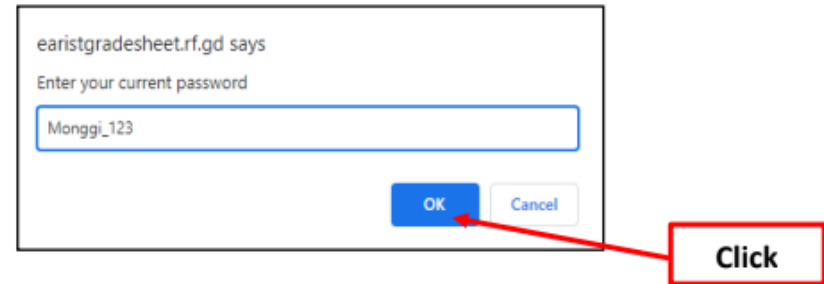 earistgradesheet.rf.gd says
Enter your current password
Monggi_123
OK
Cancel
Click